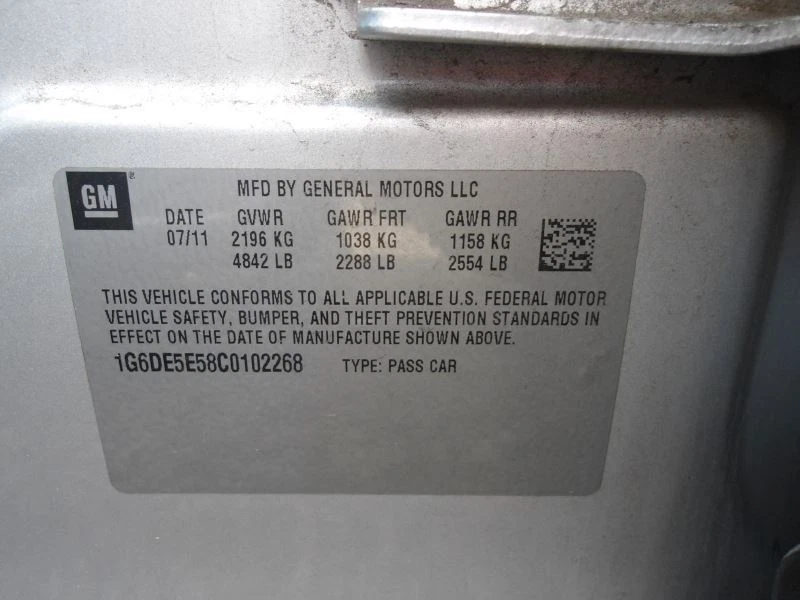 GM ® MFD BY GENERAL MOTORS LLC
DATE GVWR GAWR FRT GAWR RR
07/11 2196 KG 1038 KG 1158 KG
4842 LB 2288 LB 2554 LB
THIS VEHICLE CONFORMS TO ALL APPLICABLE U.S. FEDERAL MOTOR
VEHICLE SAFETY, BUMPER, AND THEFT PREVENTION STANDARDS IN
EFFECT ON THE DATE OF MANUFACTURE SHOWN ABOVE.
1G6DE5E58C0102268 TYPE: PASS CAR